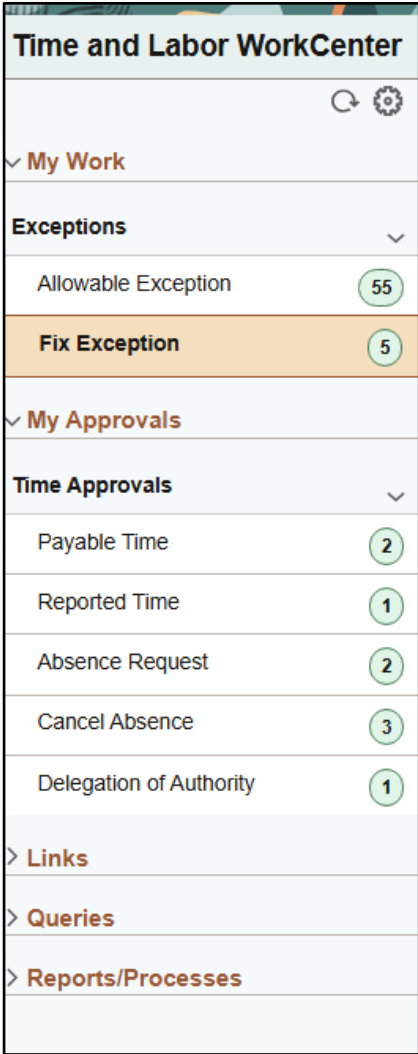 Time and Labor WorkCenter
My Work
Exceptions
Allowable Exception 55
Fix Exception 5
My Approvals
Time Approvals
Payable Time 2
Reported Time 1
Absence Request 2
Cancel Absence 3
Delegation of Authority 1
Links
Queries
Reports/Processes